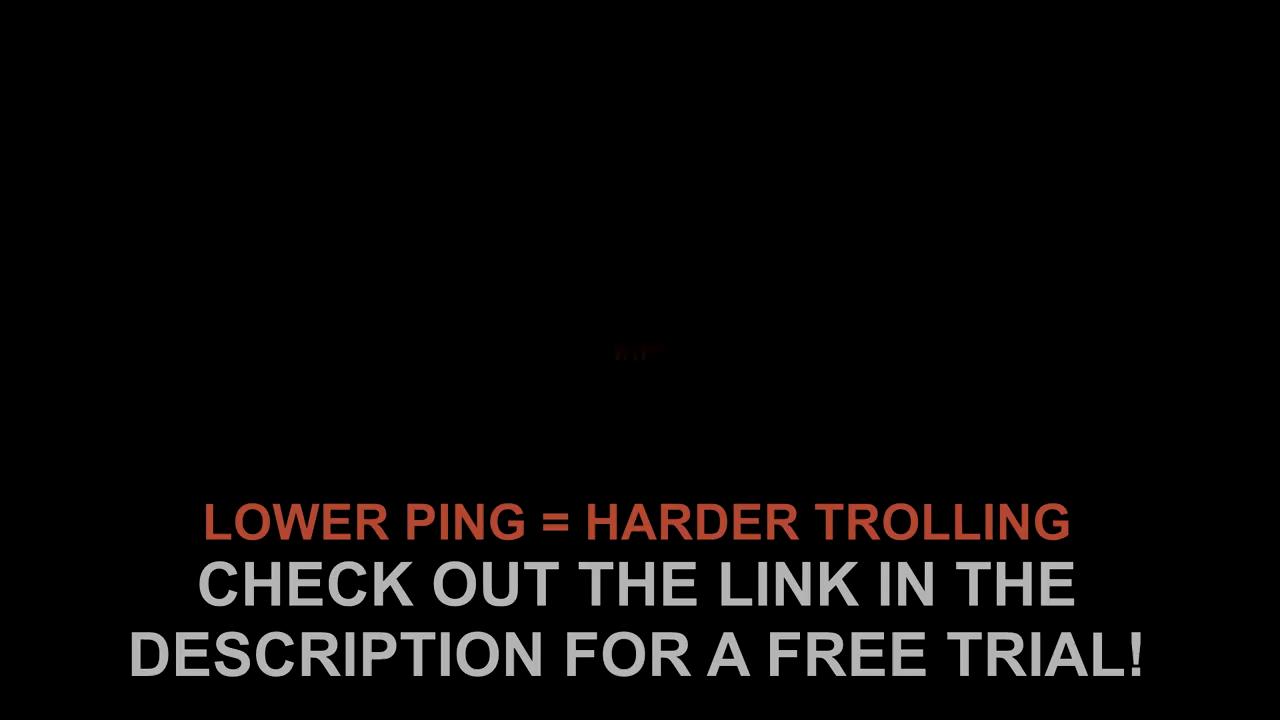 LOWER PING = HARDER TROLLING
CHECK OUT THE LINK IN THE
DESCRIPTION FOR A FREE TRIAL!